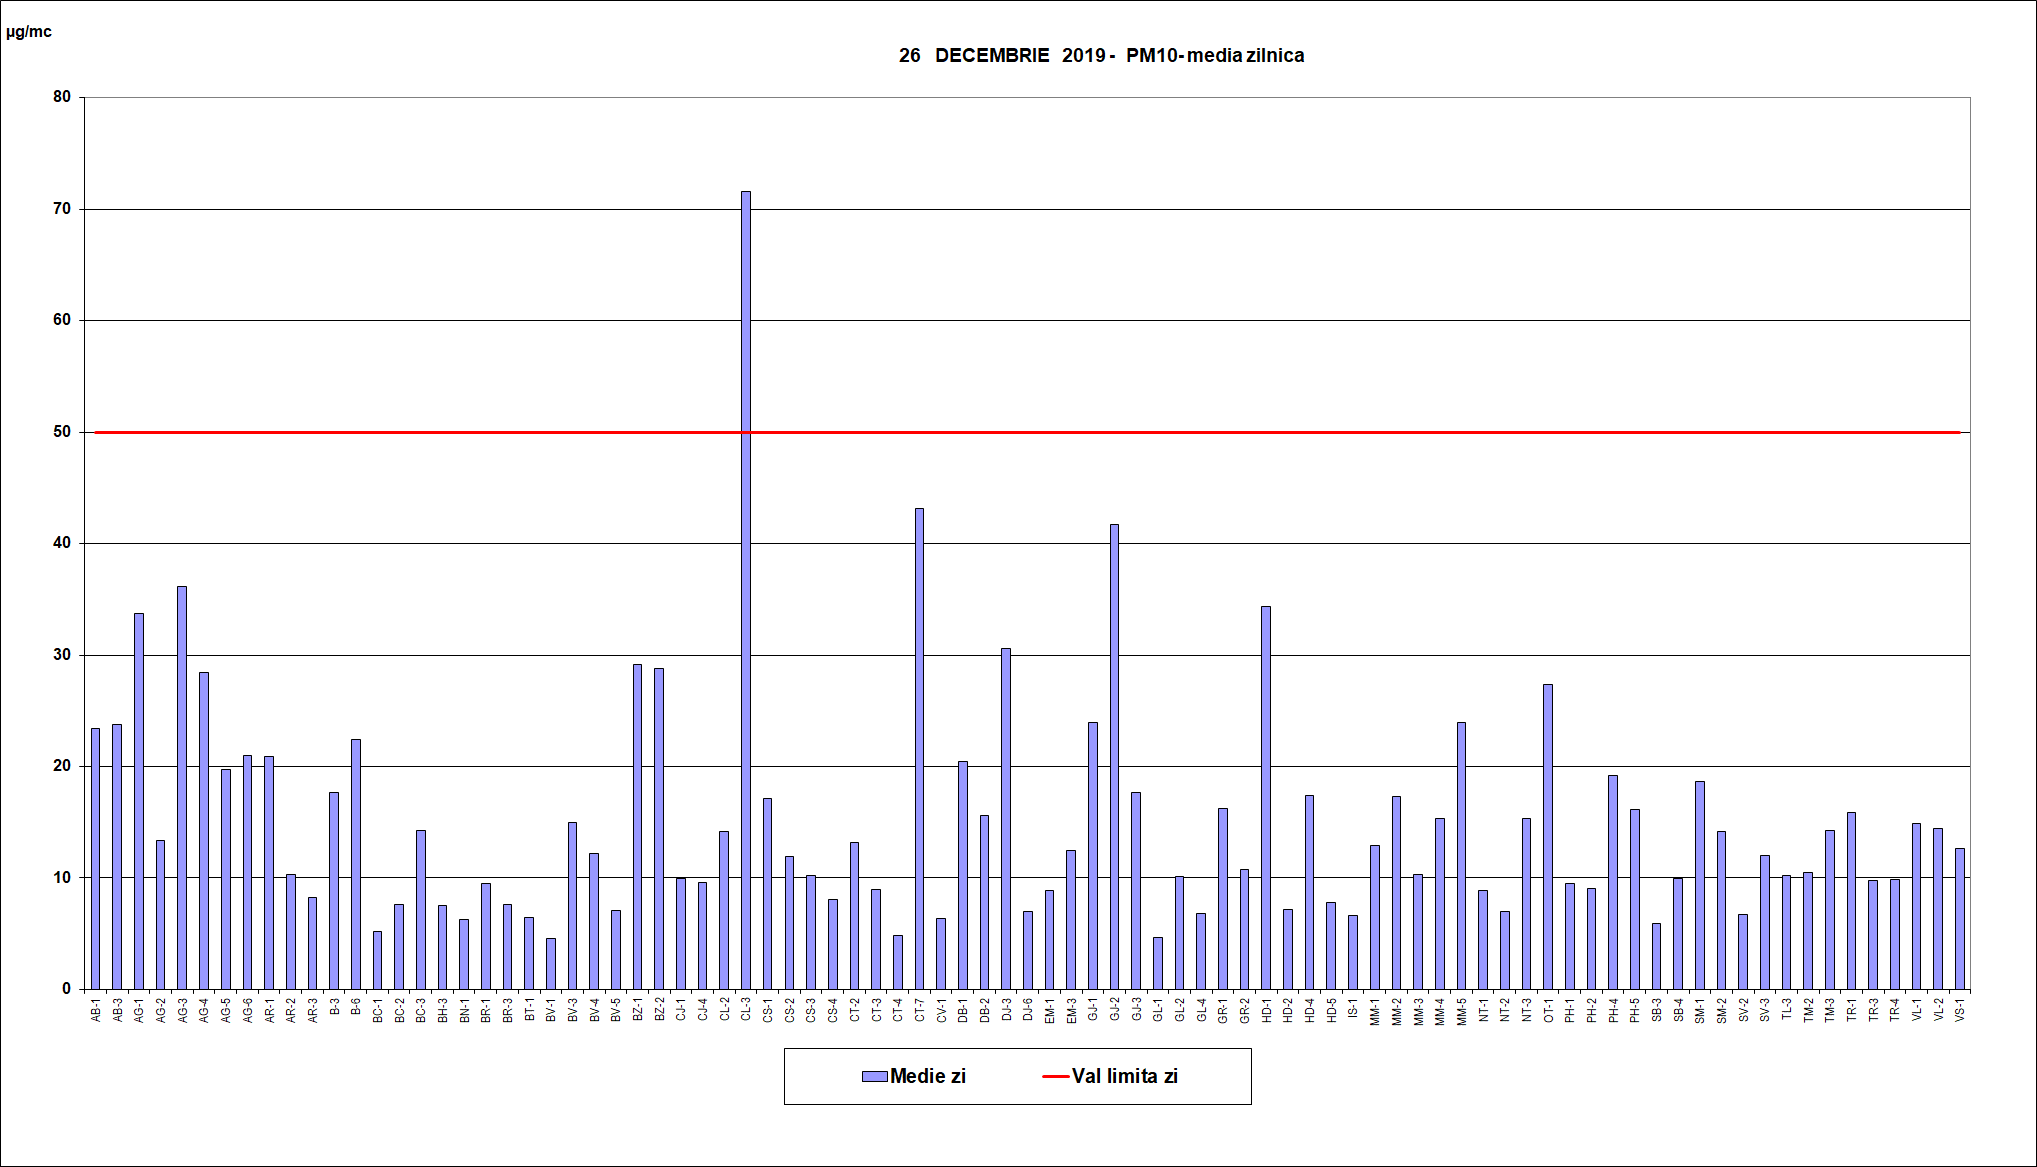 µg/mc
26 DECEMBRIE 2019 - PM10- media zilnica
80
70
60
50
40
30
20
10
0
AB-1 AB-3 AG-1 AG-2 AG-3 AG-4 AG-5 AG-6 AR-1 AR-2 AR-3 B-3 B-6 BC-1 BC-2 BC-3 BH-3 BN-1 BR-1 BR-3 BT-1 BV-1 BV-3 BV-4 BV-5 BZ-1 BZ-2 CJ-1 CJ-4 CL-2 CL-3 CS-1 CS-2 CS-3 CS-4 CT-2 CT-3 CT-4 CT-7 CV-1 DB-1 DB-2 DJ-3 DJ-6 EM-1 EM-3 GJ-1 GJ-2 GJ-3 GL-1 GL-2 GL-4 GR-1 GR-2 HD-1 HD-2 HD-4 HD-5 IS-1 MM-1 MM-2 MM-3 MM-4 MM-5 NT-1 NT-2 NT-3 OT-1 PH-1 PH-2 PH-4 PH-5 SB-3 SB-4 SM-1 SM-2 SV-2 SV-3 TL-3 TM-2 TM-3 TR-1 TR-3 TR-4 VL-1 VL-2 VS-1
Medie zi Val limita zi